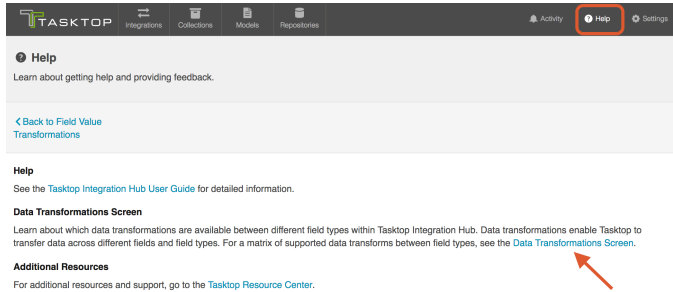 TASKTOP Integrations Collections Models Repositories Activity Help Settings
Help
Learn about getting help and providing feedback.
Back to Field Value
Transformations
Help
See the Tasktop Integration Hub User Guide for detailed information.
Data Transformations Screen
Learn about which data transformations are available between different field types within Tasktop Integration Hub. Data transformations enable Tasktop to
transfer data across different fields and field types. For a matrix of supported data transforms between field types, see the Data Transformations Screen.
Additional Resources
For additional resources and support, go to the Tasktop Resource Center.